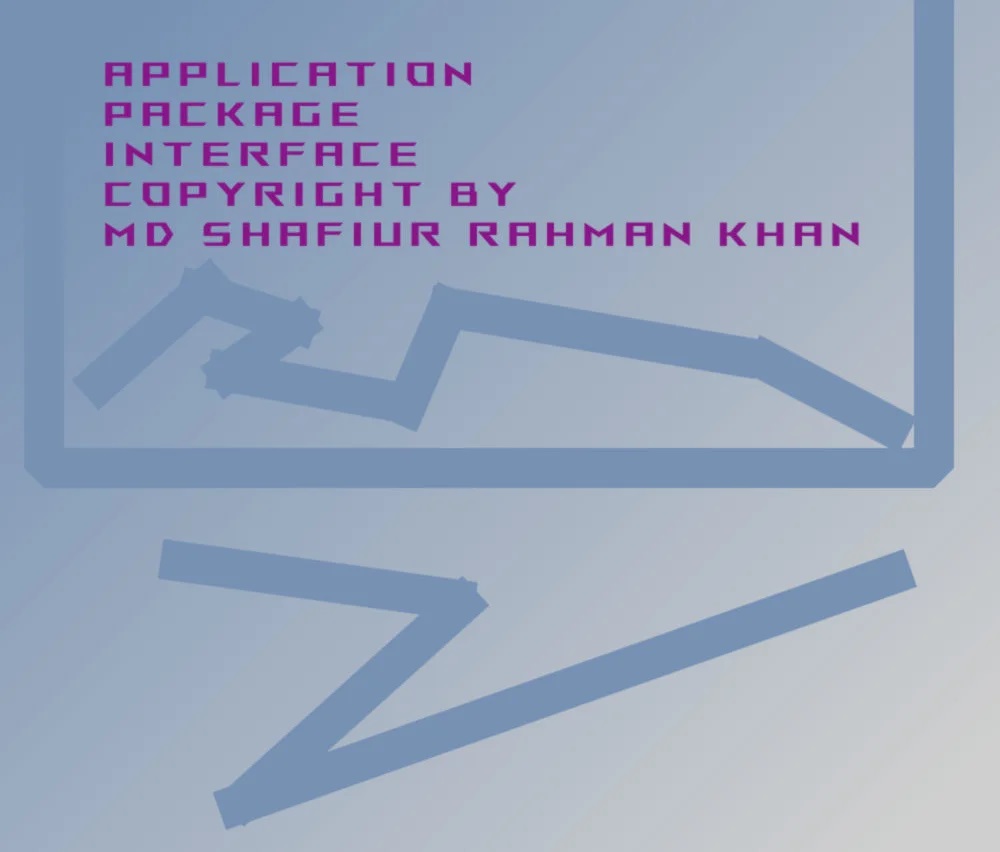 APPLICATION
PACKAGE
INTERFACE
COPYRIGHT BY
MD SHAFIUR RAHMAN KHAN